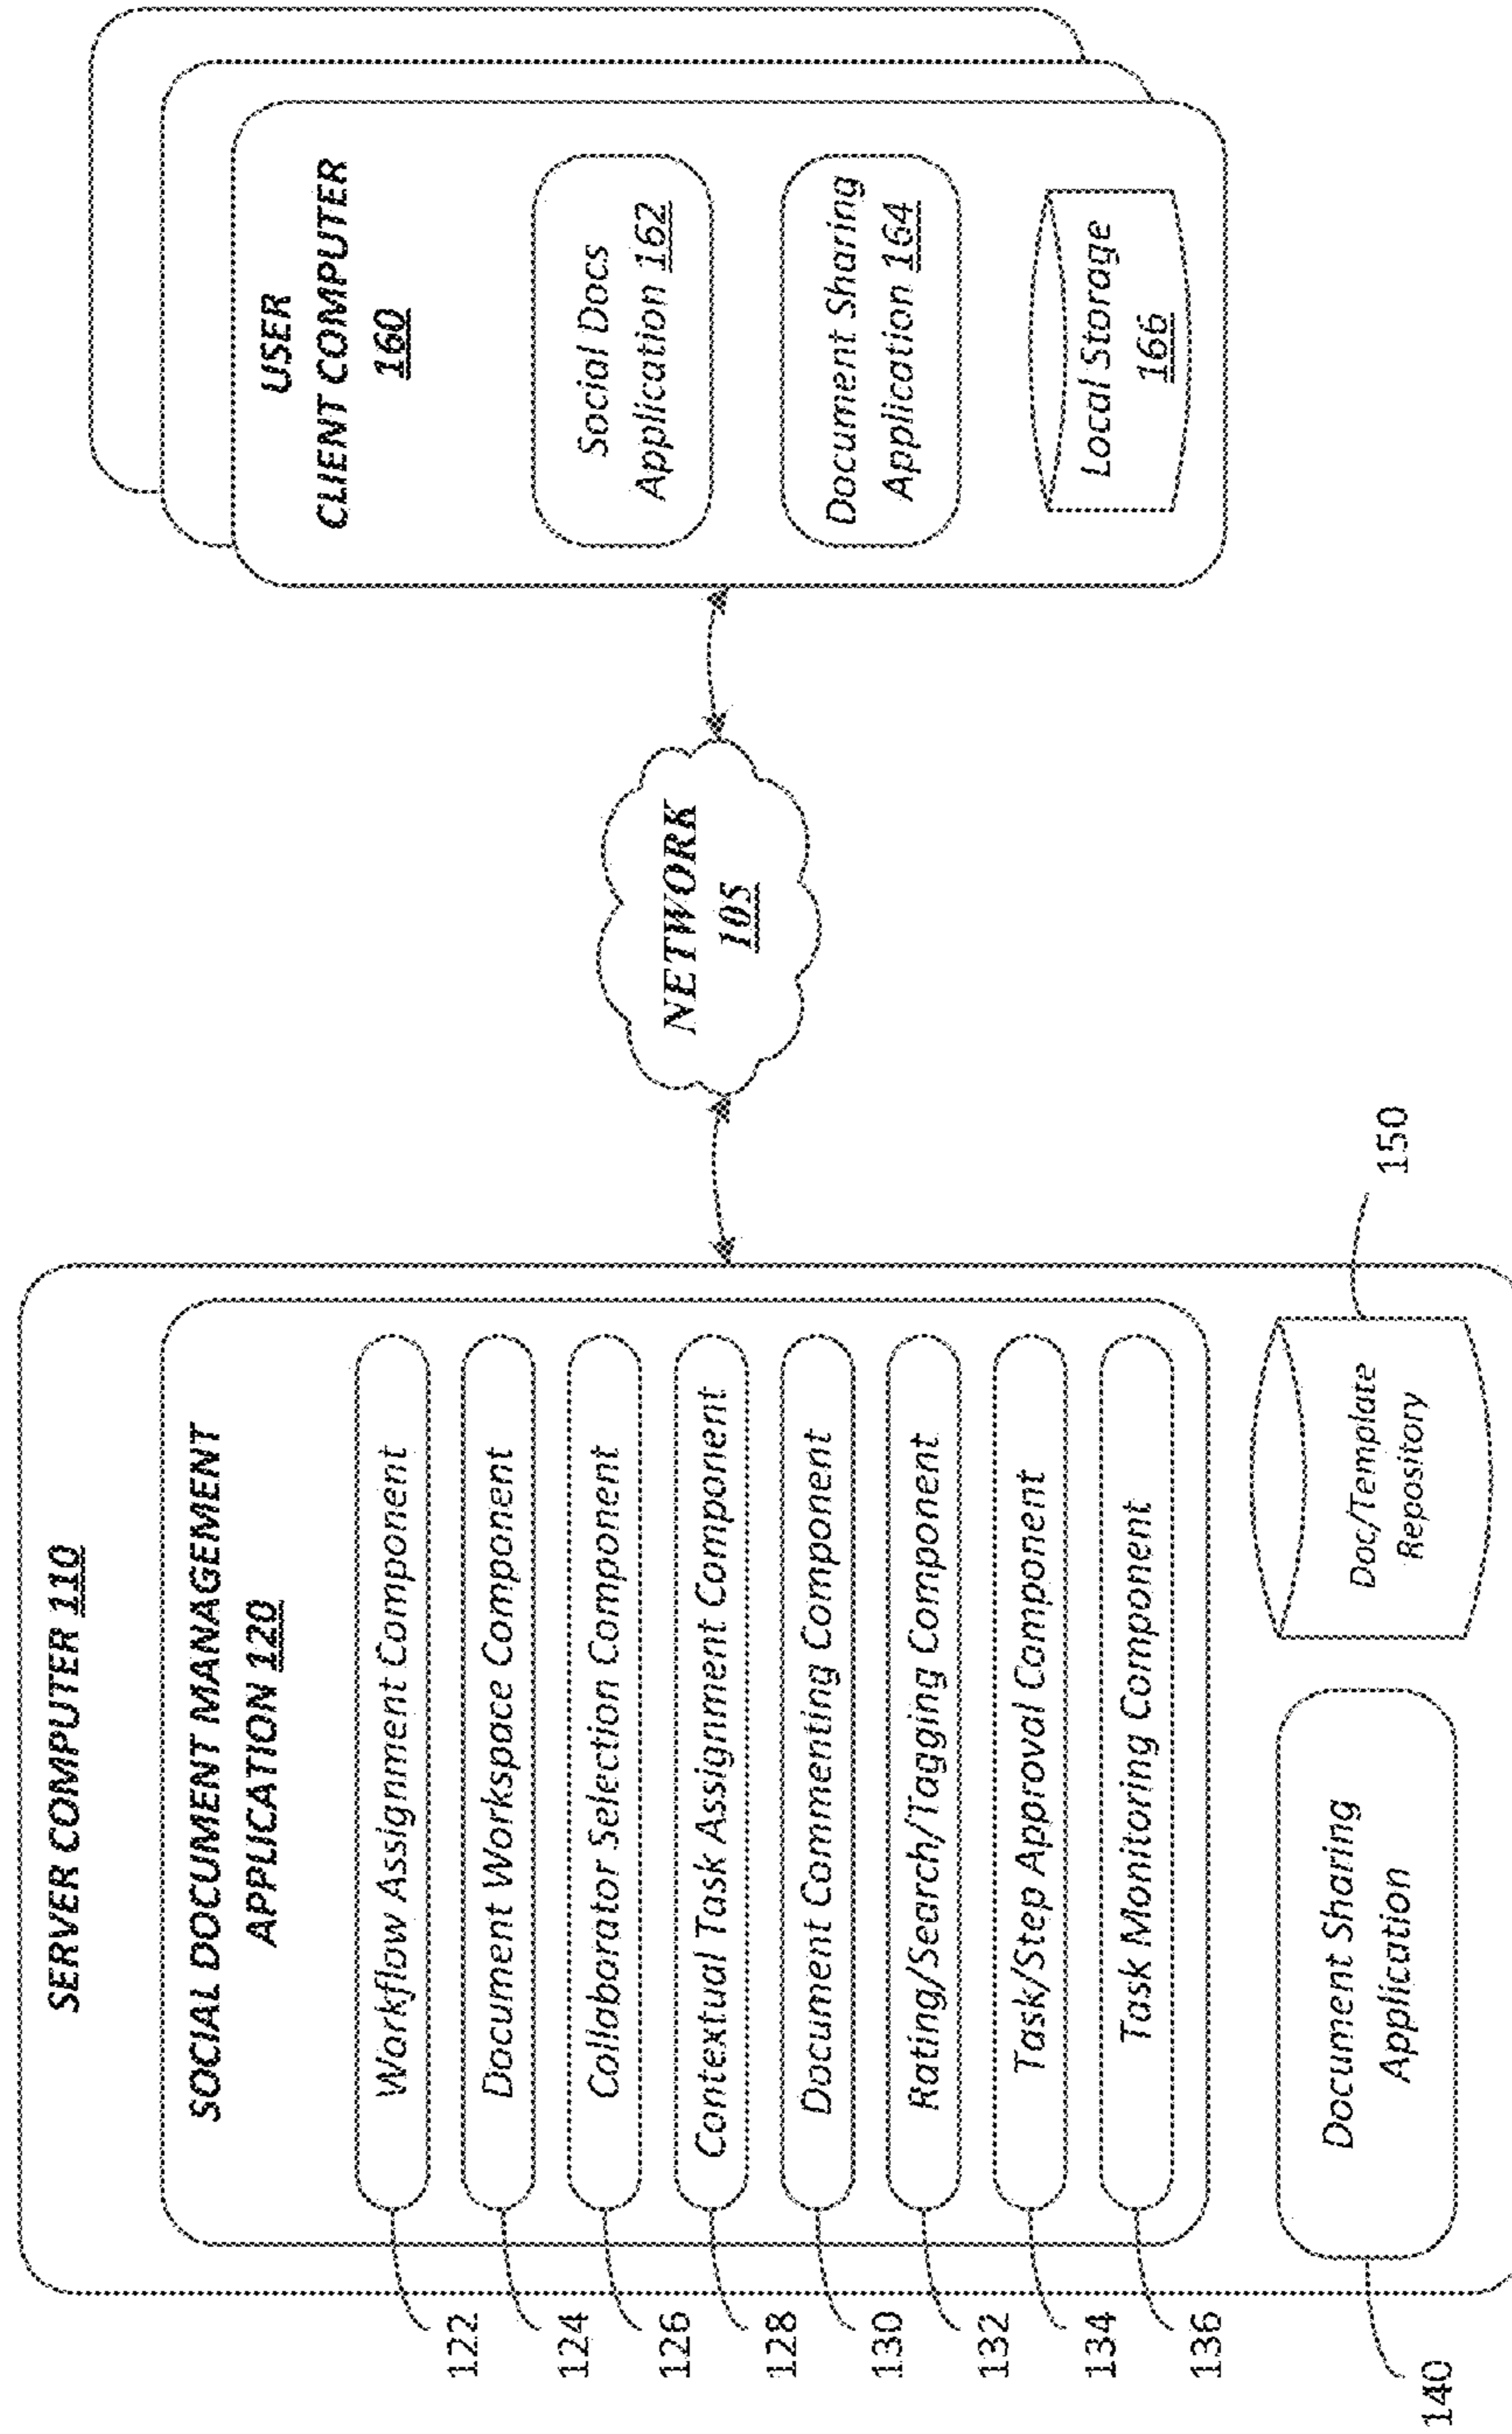 SERVER COMPUTER 110
SOCIAL DOCUMENT MANAGEMENT
APPLICATION 120
Workflow Assignment Component
Document Workspace Component
Collaborator Selection Component
Contextual Task Assignment Component
Document Commenting Component
Rating/Search/Tagging Component
Task/Step Approval Component
Task Monitoring Component
122
124
126
128
130
132
134
136
Document Sharing
Application
140
Doc/Template
Repository
150
NETWORK
105
USER
CLIENT COMPUTER
160
Social Docs
Application 162
Document Sharing
Application 164
Local Storage
166